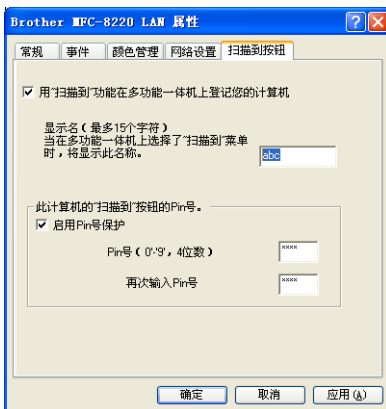 Brother MFC-8220 LAN 属性
常规 事件 颜色管理 网络设置 扫描到按钮
用"扫描到"功能在多功能一体机上登记您的计算机
显示名（最多15个字符）
当在多功能一体机上选择了"扫描到"菜单
时，将显示此名称。
abc
此计算机的"扫描到"按钮的Pin号。
启用Pin号保护
Pin号（0'-'9'，4位数） ****
再次输入Pin号 ****
确定 取消 应用(A)